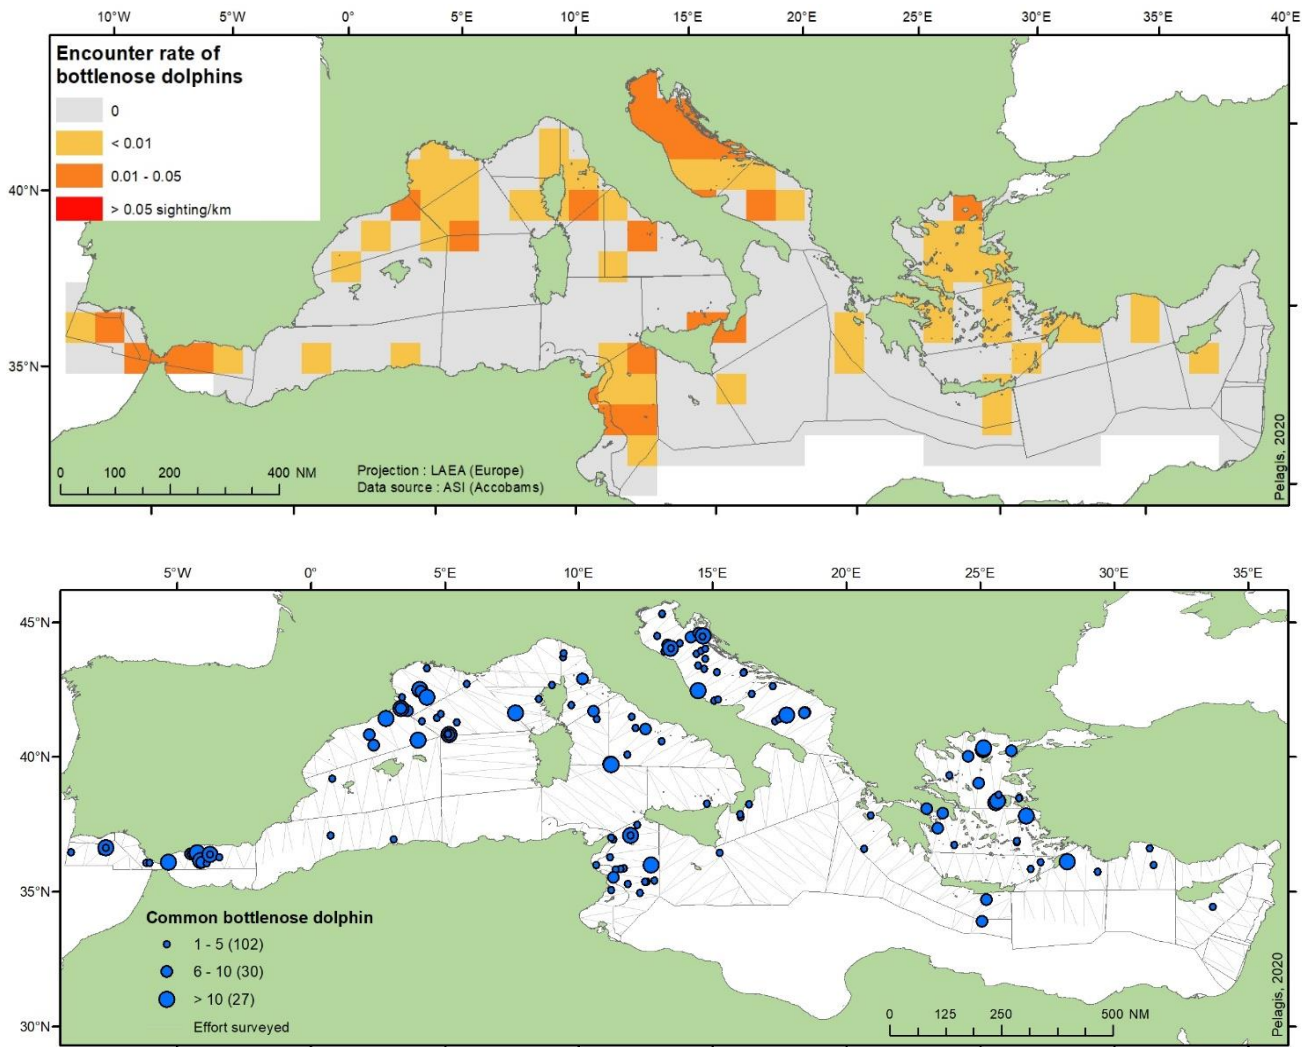 10°W 5°W 0° 5°E 10°E 15°E 20°E 25°E 30°E 35°E 40°E
Encounter rate of
bottlenose dolphins
0
< 0.01
0.01 - 0.05
> 0.05 sighting/km
40°N
35°N
0 100 200 400 NM
Projection : LAEA (Europe)
Data source : ASI (Accobams)
Pelagis, 2020
5°W 0° 5°E 10°E 15°E 20°E 25°E 30°E 35°E
45°N
40°N
35°N
30°N
Common bottlenose dolphin
1 - 5 (102)
6 - 10 (30)
> 10 (27)
Effort surveyed
0 125 250 500 NM
Pelagis, 2020